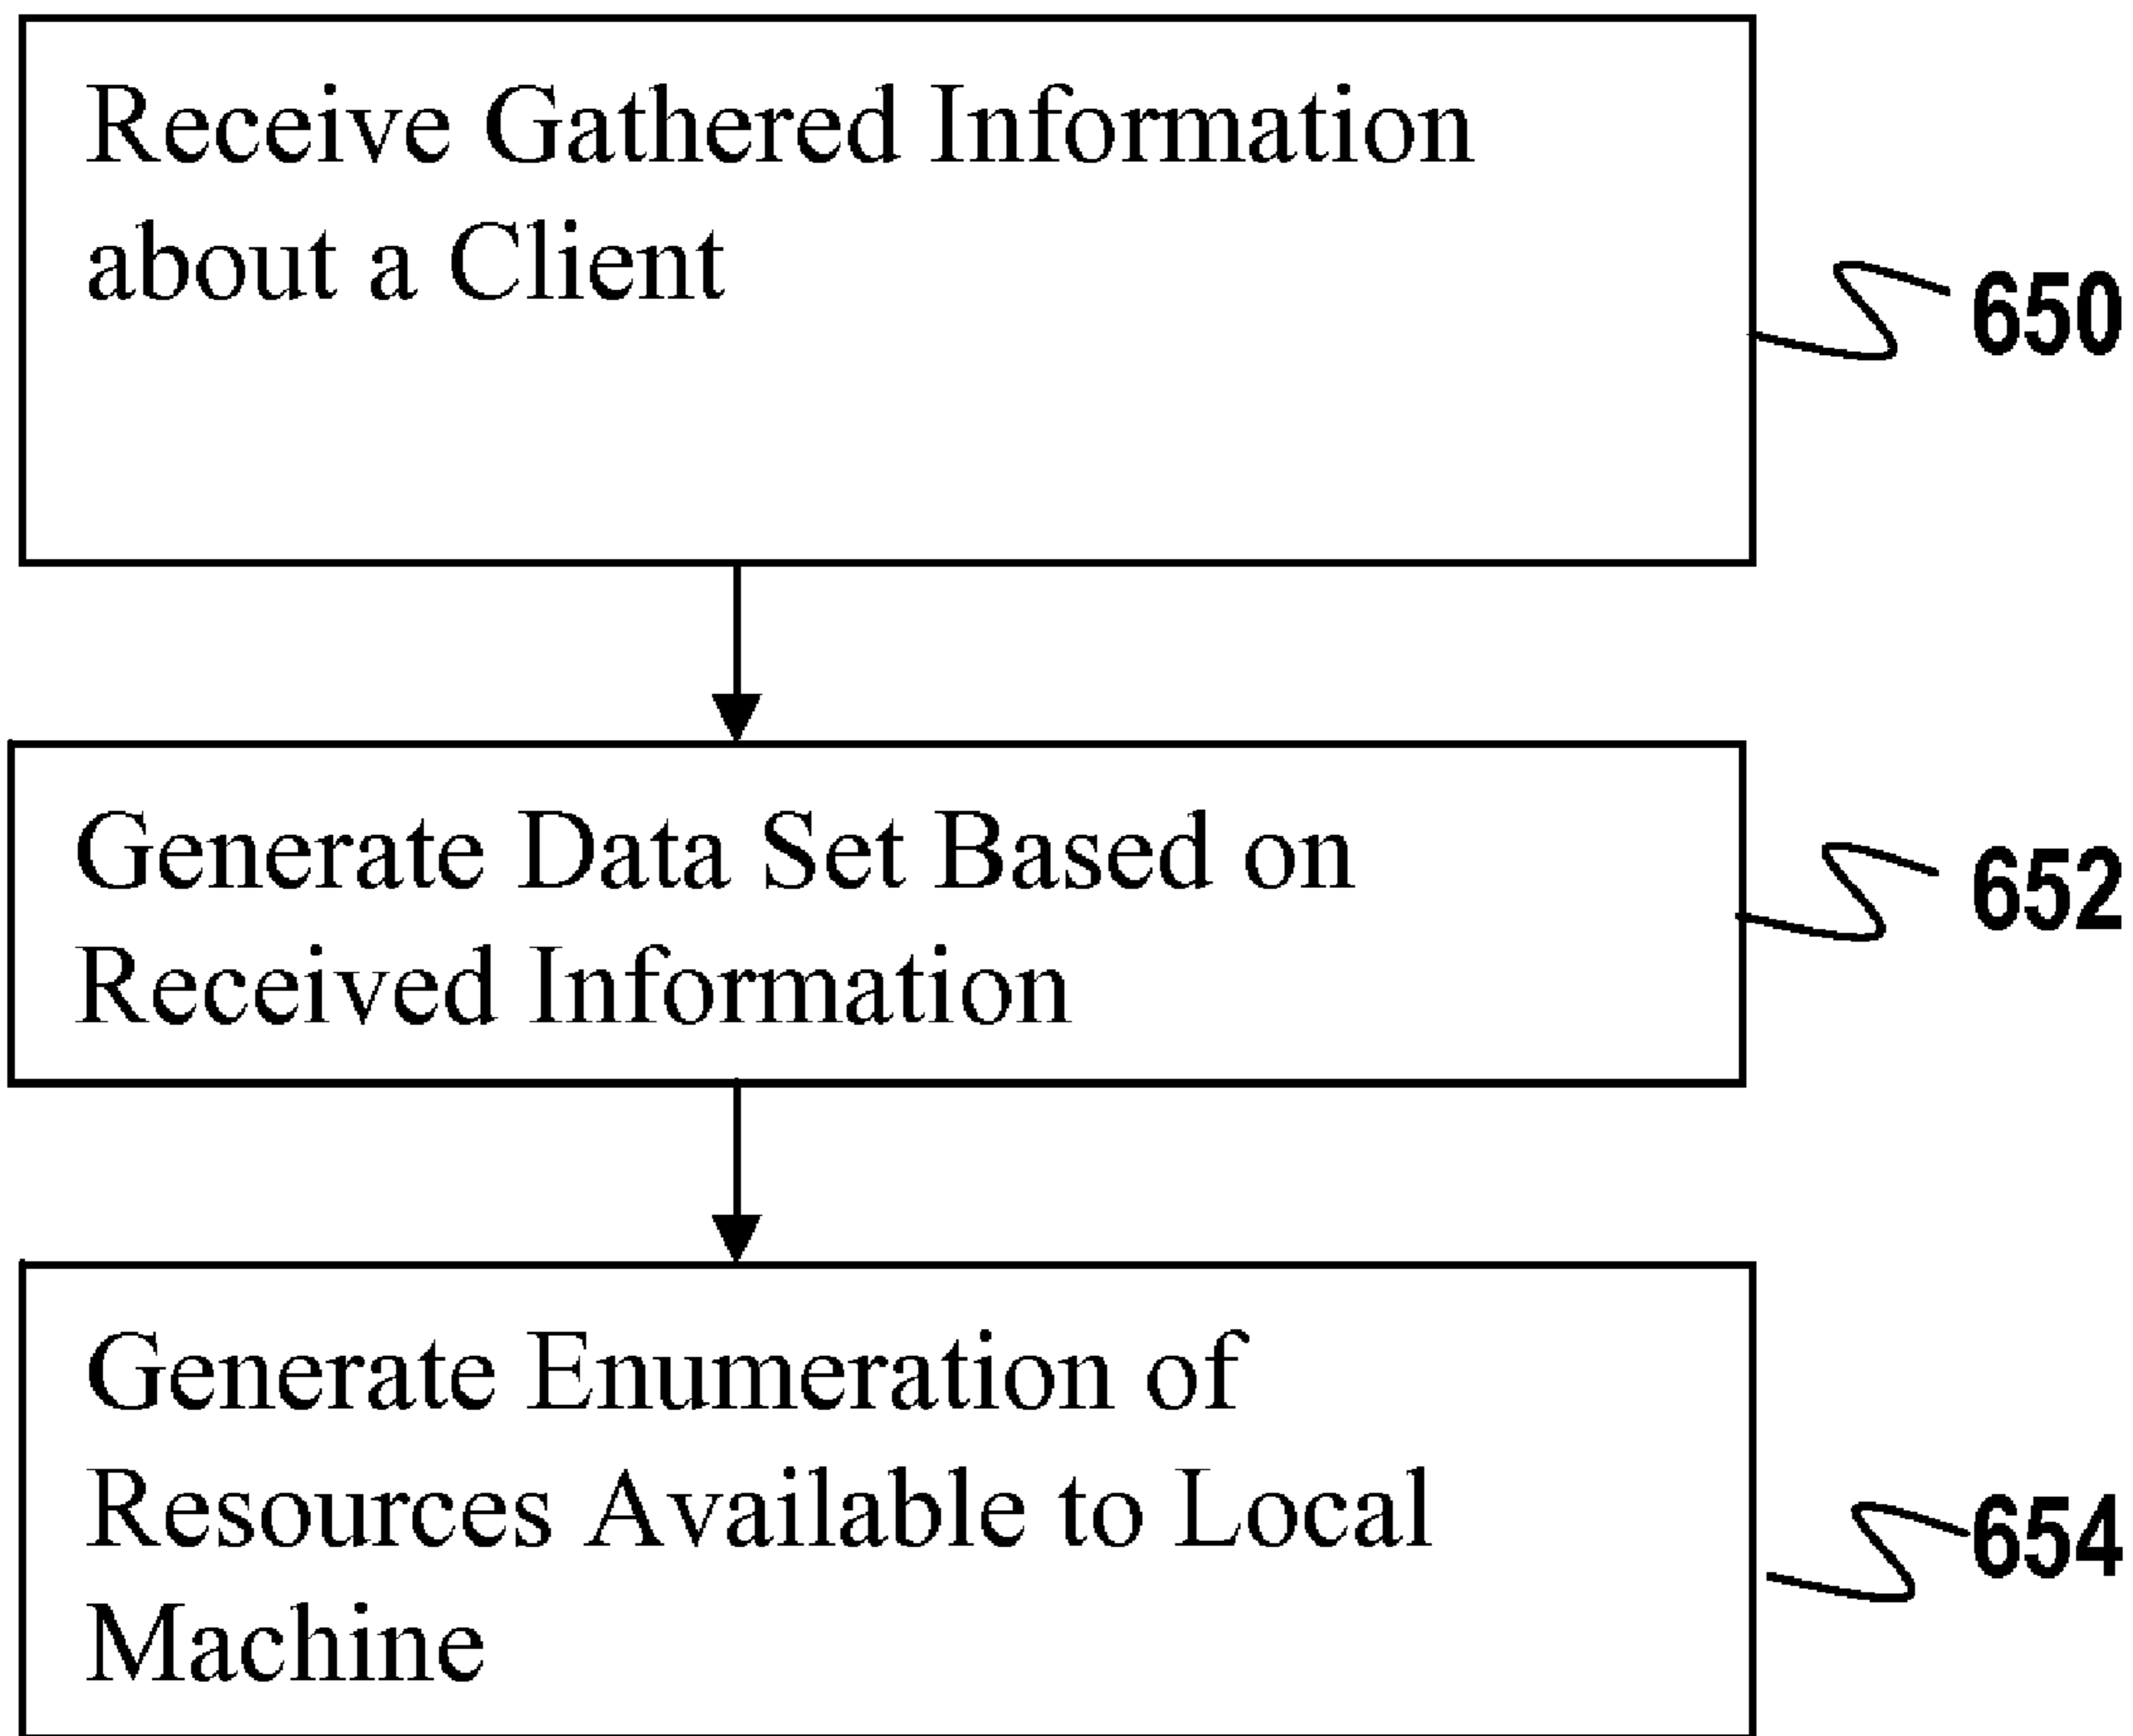 Receive Gathered Information
about a Client
650
Generate Data Set Based on
Received Information
652
Generate Enumeration of
Resources Available to Local
Machine
654